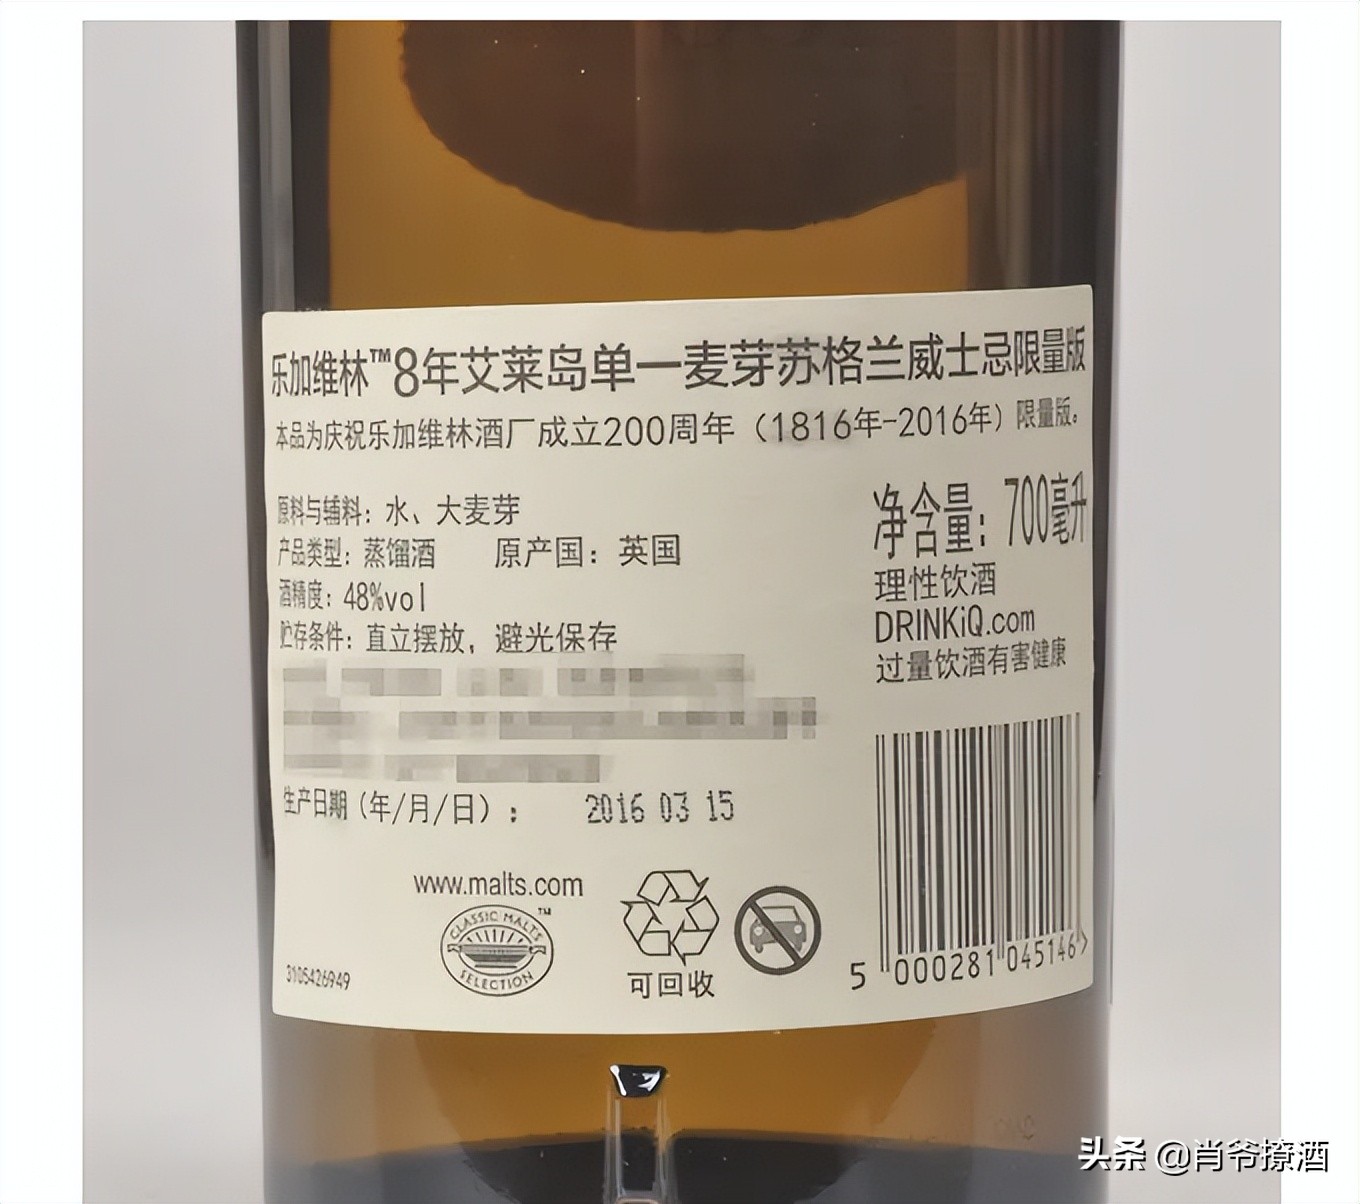 乐加维林™8年艾莱岛单一麦芽苏格兰威士忌限量版
本品为庆祝乐加维林酒厂成立200周年（1816年-2016年）限量版。
原料与辅料：水、大麦芽
产品类型：蒸馏酒 原产国：英国
酒精度：48%vol
贮存条件：直立摆放，避光保存
净含量：700毫升
理性饮酒
DRINKiQ.com
过量饮酒有害健康
生产日期（年/月/日）： 2016 03 15
www.malts.com
CLASSIC MALTS™
SELECTION
可回收
3105426949
5 000281 045146>
头条 @肖爷撩酒